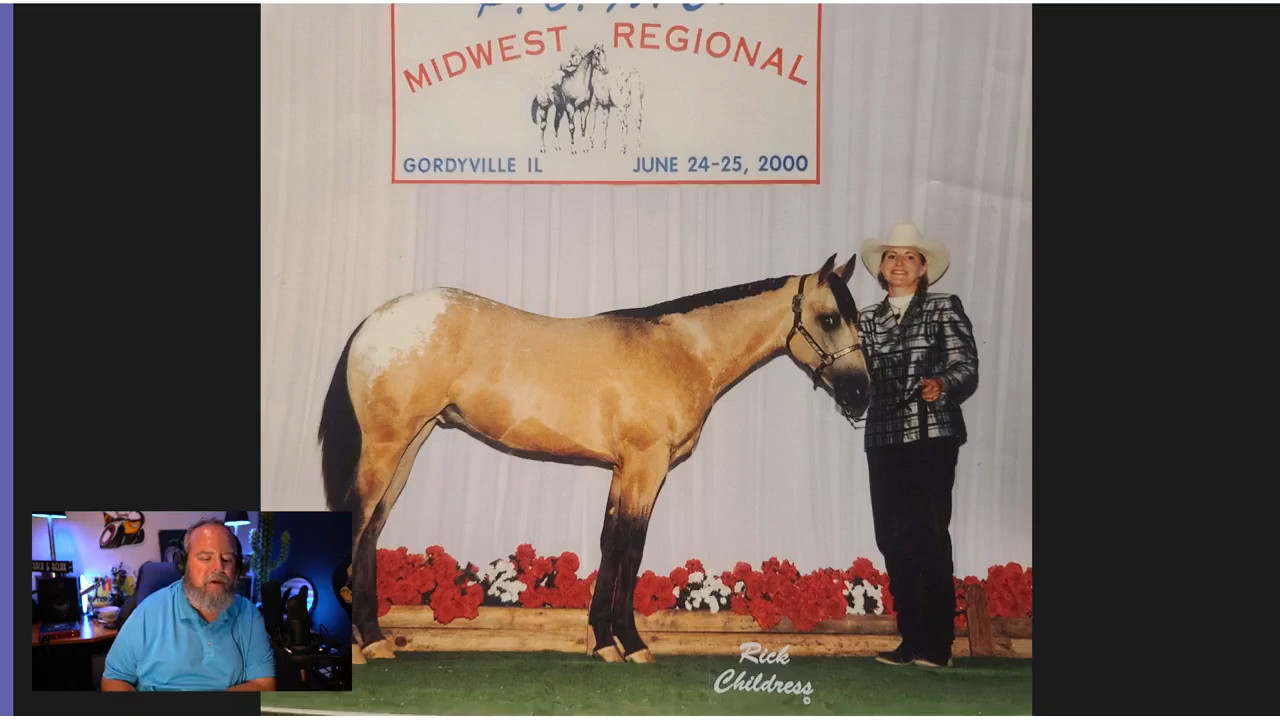 MIDWEST REGIONAL
GORDYVILLE IL JUNE 24-25, 2000
Rick
Childress
©